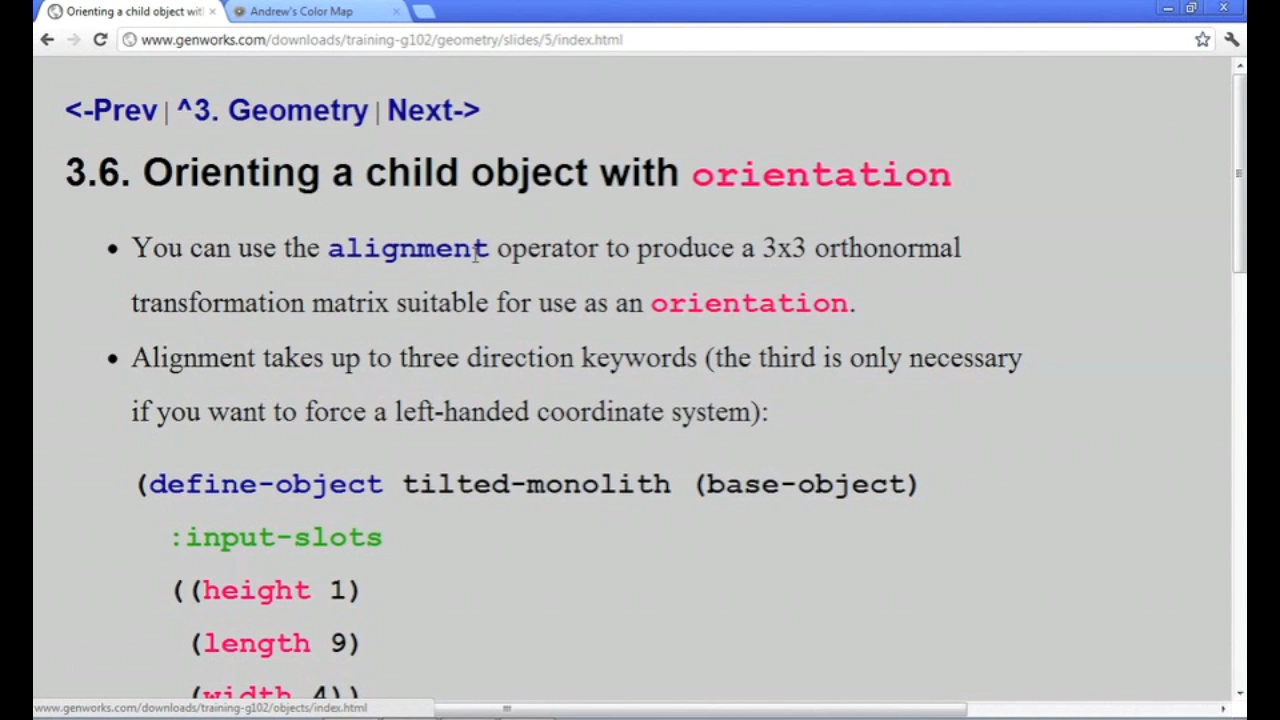 Orienting a child object wit
Andrew's Color Map
www.genworks.com/downloads/training-g102/geometry/slides/5/index.html
<-Prev | ^3. Geometry | Next->
3.6. Orienting a child object with orientation
• You can use the alignment operator to produce a 3x3 orthonormal
transformation matrix suitable for use as an orientation.
• Alignment takes up to three direction keywords (the third is only necessary
if you want to force a left-handed coordinate system):
(define-object tilted-monolith (base-object)
:input-slots
((height 1)
(length 9)
(width 4))
www.genworks.com/downloads/training-g102/objects/index.html